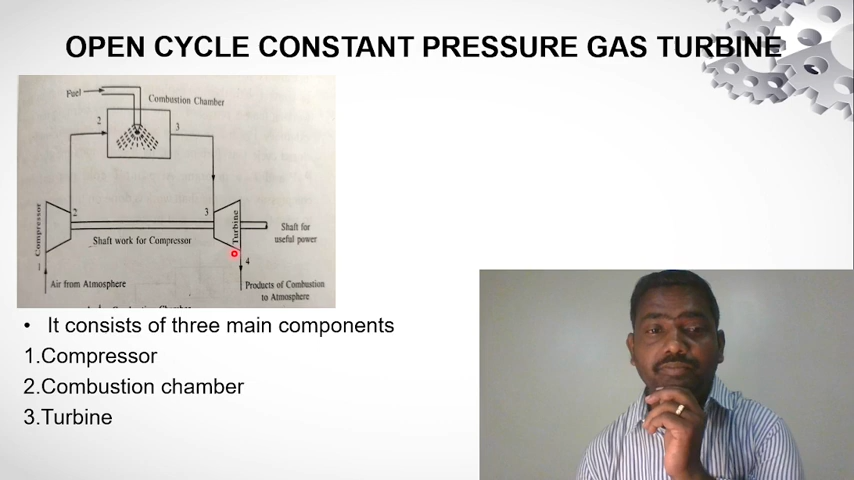 OPEN CYCLE CONSTANT PRESSURE GAS TURBINE
Fuel
Combustion Chamber
2
3
2
3
Compressor
Turbine
Shaft for
useful power
Shaft work for Compressor
1
4
Air from Atmosphere
Products of Combustion
to Atmosphere
• It consists of three main components
1.Compressor
2.Combustion chamber
3.Turbine